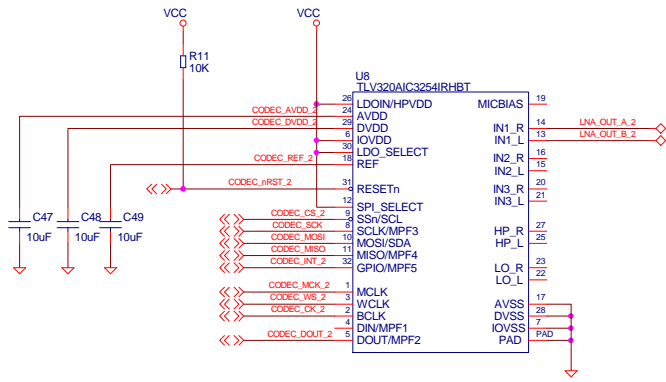 VCC
VCC
R11
10K
U8
TLV320AIC3254IRHBT
CODEC_AVDD_2
26
LDOIN/HPVDD
MICBIAS
19
24
AVDD
CODEC_DVDD_2
29
DVDD
IN1_R
14
LNA_OUT_A_2
6
IOVDD
IN1_L
13
LNA_OUT_B_2
30
LDO_SELECT
CODEC_REF_2
18
REF
IN2_R
16
IN2_L
15
CODEC_nRST_2
31
RESETn
IN3_R
20
IN3_L
21
12
SPI_SELECT
CODEC_CS_2
9
SSn/SCL
CODEC_SCK
8
SCLK/MPF3
HP_R
27
CODEC_MOSI
10
MOSI/SDA
HP_L
25
CODEC_MISO
11
MISO/MPF4
CODEC_INT_2
32
GPIO/MPF5
LO_R
23
LO_L
22
C47
10uF
C48
10uF
C49
10uF
CODEC_MCK_2
1
MCLK
CODEC_WS_2
3
WCLK
AVSS
17
CODEC_CK_2
2
BCLK
DVSS
28
4
DIN/MPF1
IOVSS
7
CODEC_DOUT_2
5
DOUT/MPF2
PAD
PAD